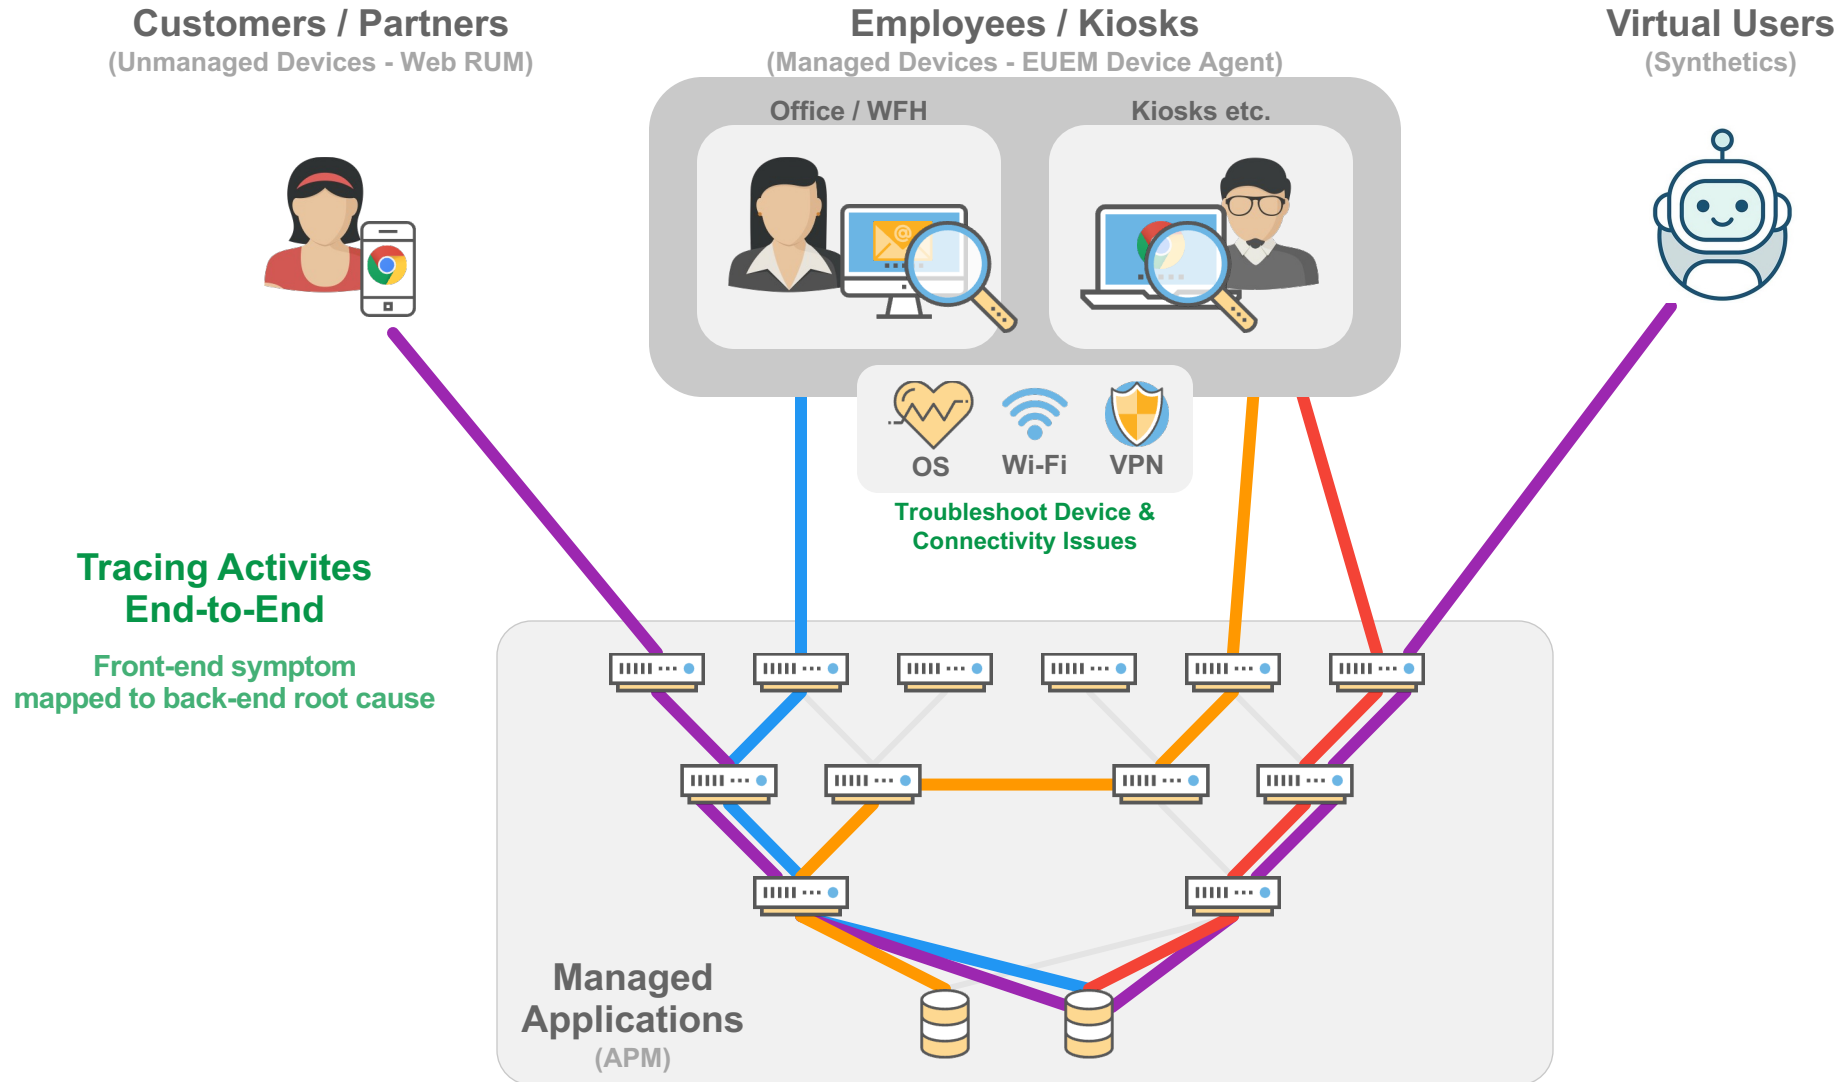 Customers / Partners
(Unmanaged Devices - Web RUM)
Employees / Kiosks
(Managed Devices - EUEM Device Agent)
Virtual Users
(Synthetics)
Office / WFH
Kiosks etc.
@
OS
Wi-Fi
VPN
Troubleshoot Device &
Connectivity Issues
Tracing Activites
End-to-End
Front-end symptom
mapped to back-end root cause
Managed
Applications
(APM)